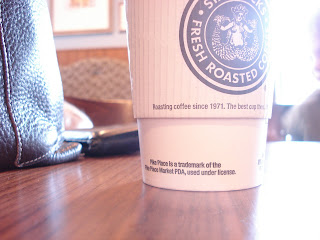 FRESH ROASTED
Roasting coffee since 1971. The best cup
Pike Place is a trademark of the
Pike Place Market PDA, used under license.